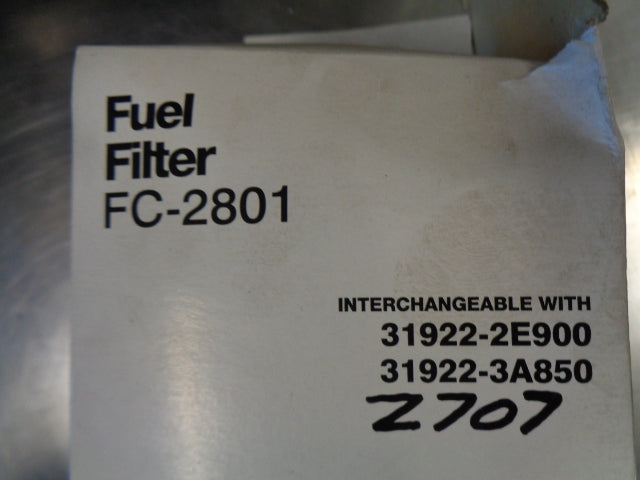 Fuel
Filter
FC-2801
INTERCHANGEABLE WITH
31922-2E900
31922-3A850
Z707